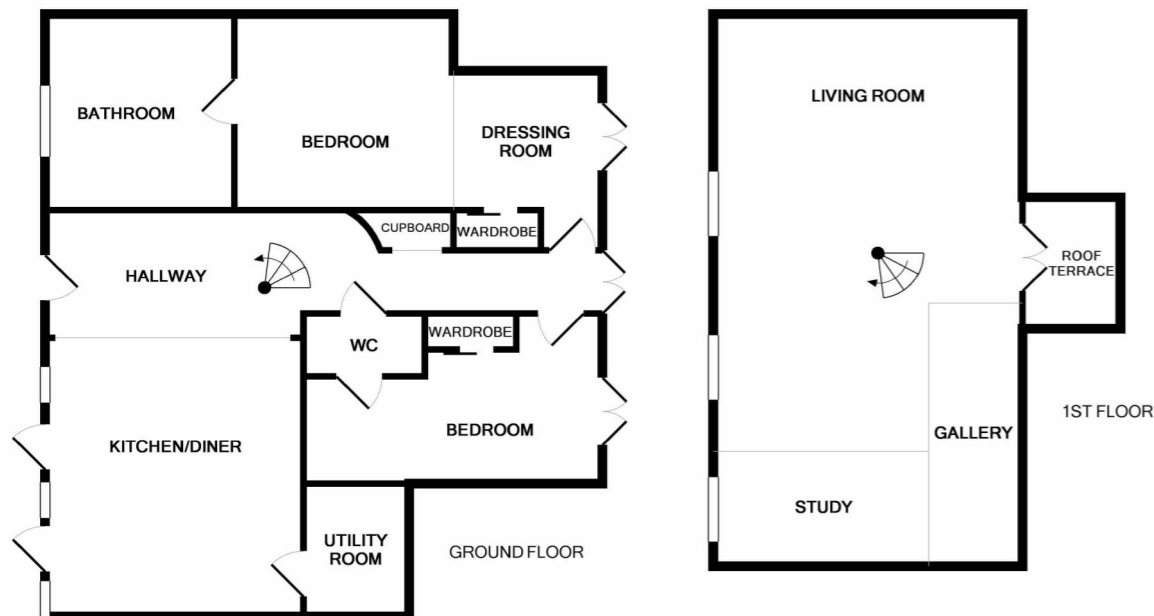 BATHROOM
BEDROOM
DRESSING
ROOM
CUPBOARD
WARDROBE
HALLWAY
WARDROBE
WC
KITCHEN/DINER
BEDROOM
UTILITY
ROOM
GROUND FLOOR
LIVING ROOM
ROOF
TERRACE
GALLERY
STUDY
1ST FLOOR